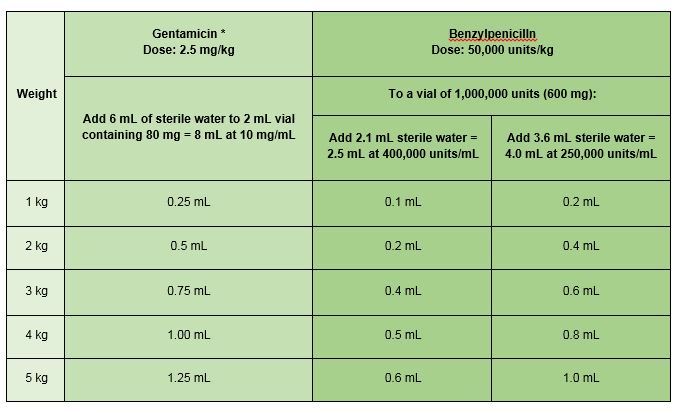 Weight
Gentamicin *
Dose: 2.5 mg/kg
Benzylpenicilln
Dose: 50,000 units/kg
Add 6 mL of sterile water to 2 mL vial
containing 80 mg = 8 mL at 10 mg/mL
To a vial of 1,000,000 units (600 mg):
Add 2.1 mL sterile water =
2.5 mL at 400,000 units/mL
Add 3.6 mL sterile water =
4.0 mL at 250,000 units/mL
1 kg 0.25 mL 0.1 mL 0.2 mL
2 kg 0.5 mL 0.2 mL 0.4 mL
3 kg 0.75 mL 0.4 mL 0.6 mL
4 kg 1.00 mL 0.5 mL 0.8 mL
5 kg 1.25 mL 0.6 mL 1.0 mL